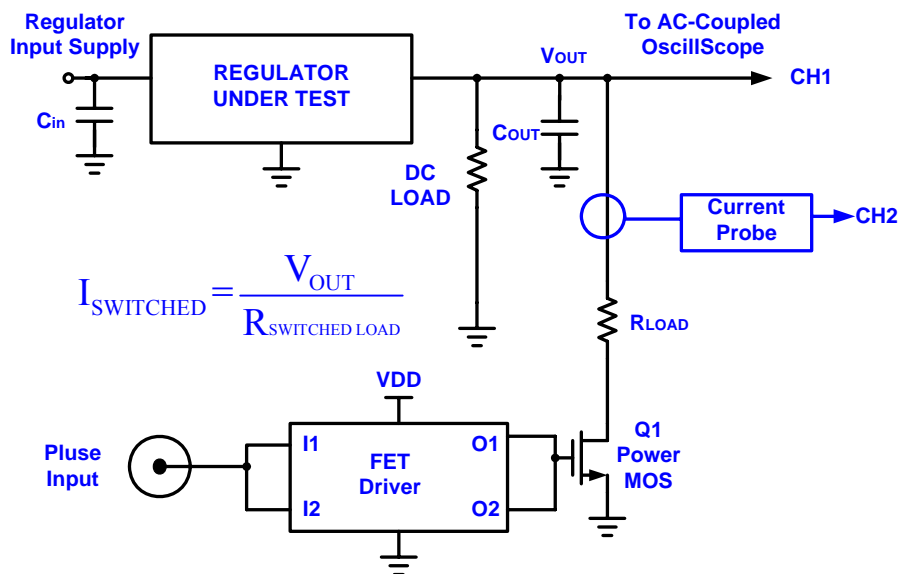 Regulator
Input Supply
Cin
REGULATOR
UNDER TEST
VOUT
To AC-Coupled
OscillScope
CH1
COUT
DC
LOAD
Current
Probe
CH2
ISWITCHED = VOUT / RSWITCHED LOAD
RLOAD
VDD
Pluse
Input
I1
I2
FET
Driver
O1
O2
Q1
Power
MOS